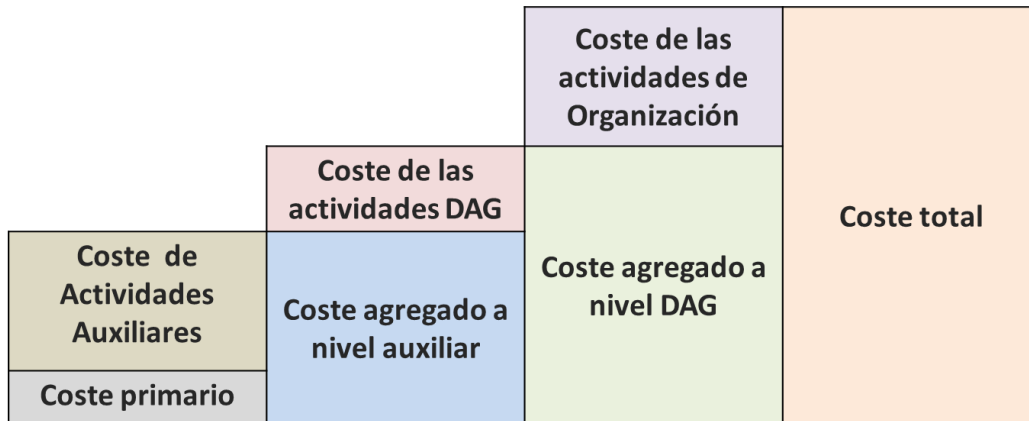 Coste de las
actividades de
Organización
Coste de las
actividades DAG
Coste total
Coste de
Actividades
Auxiliares
Coste agregado a
nivel DAG
Coste agregado a
nivel auxiliar
Coste primario